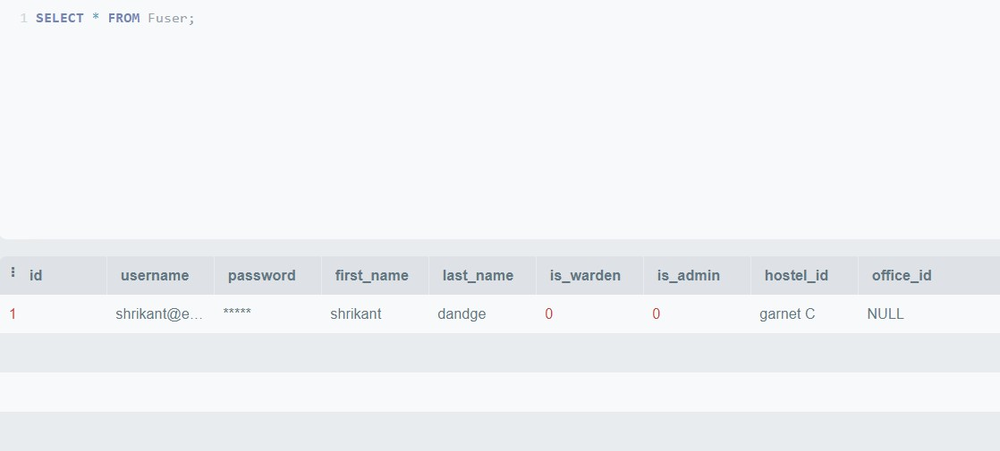 1 SELECT * FROM Fuser;
id username password first_name last_name is_warden is_admin hostel_id office_id
1 shrikant@e... ***** shrikant dandge 0 0 garnet C NULL